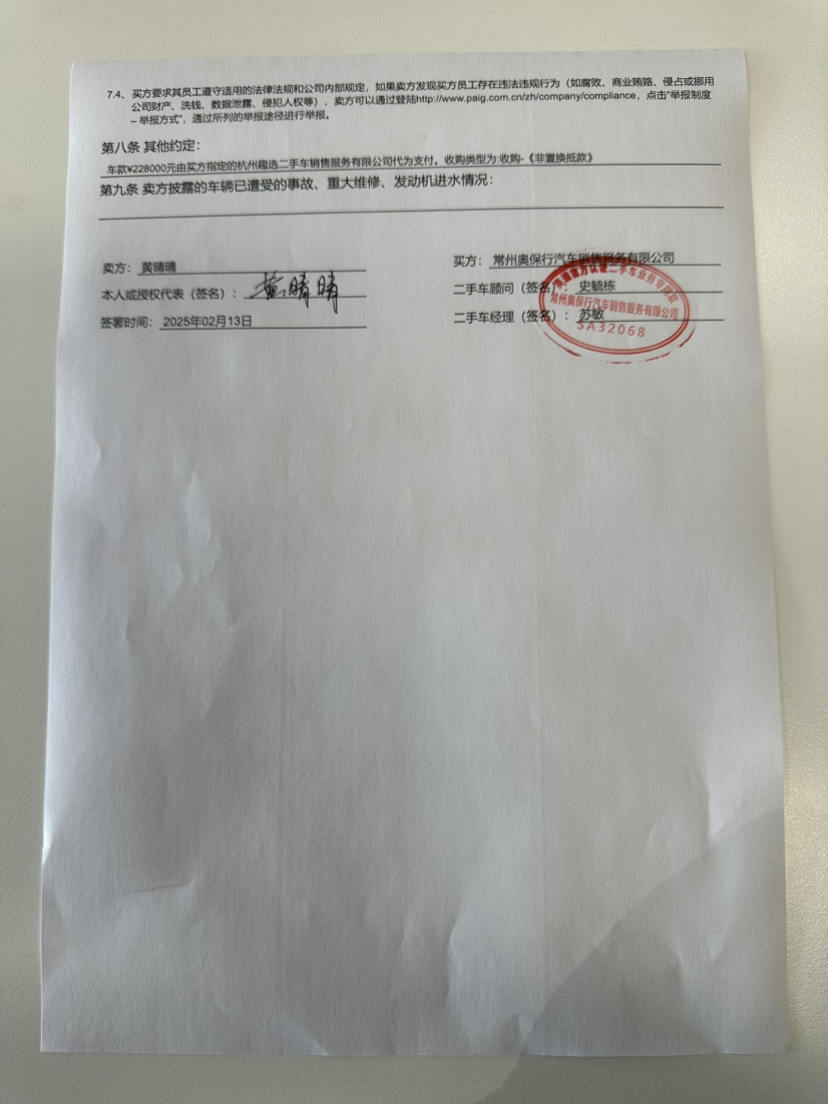 7.4、买方要求其员工遵守适用的法律法规和公司内部规定，如果卖方发现买方员工存在违法违规行为（如腐败、商业贿赂、侵占或挪用
公司财产、洗钱、数据泄露、侵犯人权等），卖方可以通过登陆http://www.paig.com.cn/zh/company/compliance，点击“举报制度
– 举报方式”，通过所列的举报途径进行举报。
第八条 其他约定：
车款¥228000元由买方指定的杭州趣选二手车销售服务有限公司代为支付。收购类型为:收购-《非置换抵款》
第九条 卖方披露的车辆已遭受的事故、重大维修、发动机进水情况：
卖方： 黄晴晴
本人或授权代表（签名）： 黄晴晴
签署时间： 2025年02月13日
买方： 常州奥保行汽车销售服务有限公司
二手车顾问（签名）： 史毓栋
二手车经理（签名）： 苏敏
官方认证二手车业务专用章
常州奥保行汽车销售服务有限公司
SA32068